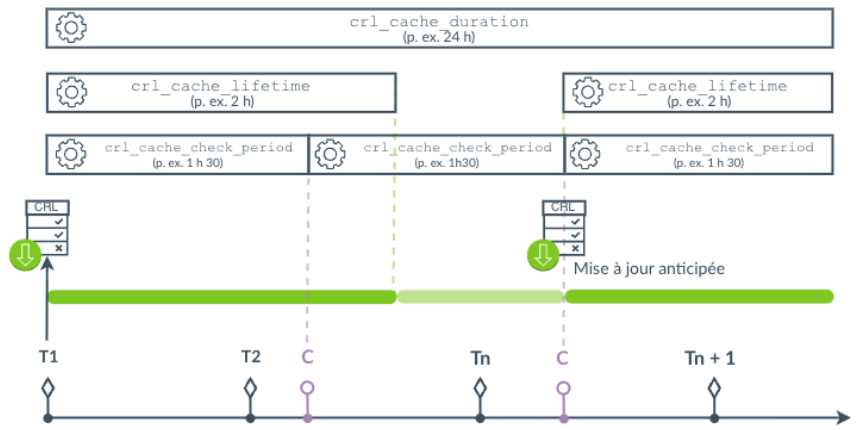 crl_cache_duration
(p. ex. 24 h)
crl_cache_lifetime
(p. ex. 2 h)
crl_cache_lifetime
(p. ex. 2 h)
crl_cache_check_period
(p. ex. 1 h 30)
crl_cache_check_period
(p. ex. 1h30)
crl_cache_check_period
(p. ex. 1 h 30)
CRL
CRL
Mise à jour anticipée
T1
T2
C
Tn
C
Tn + 1